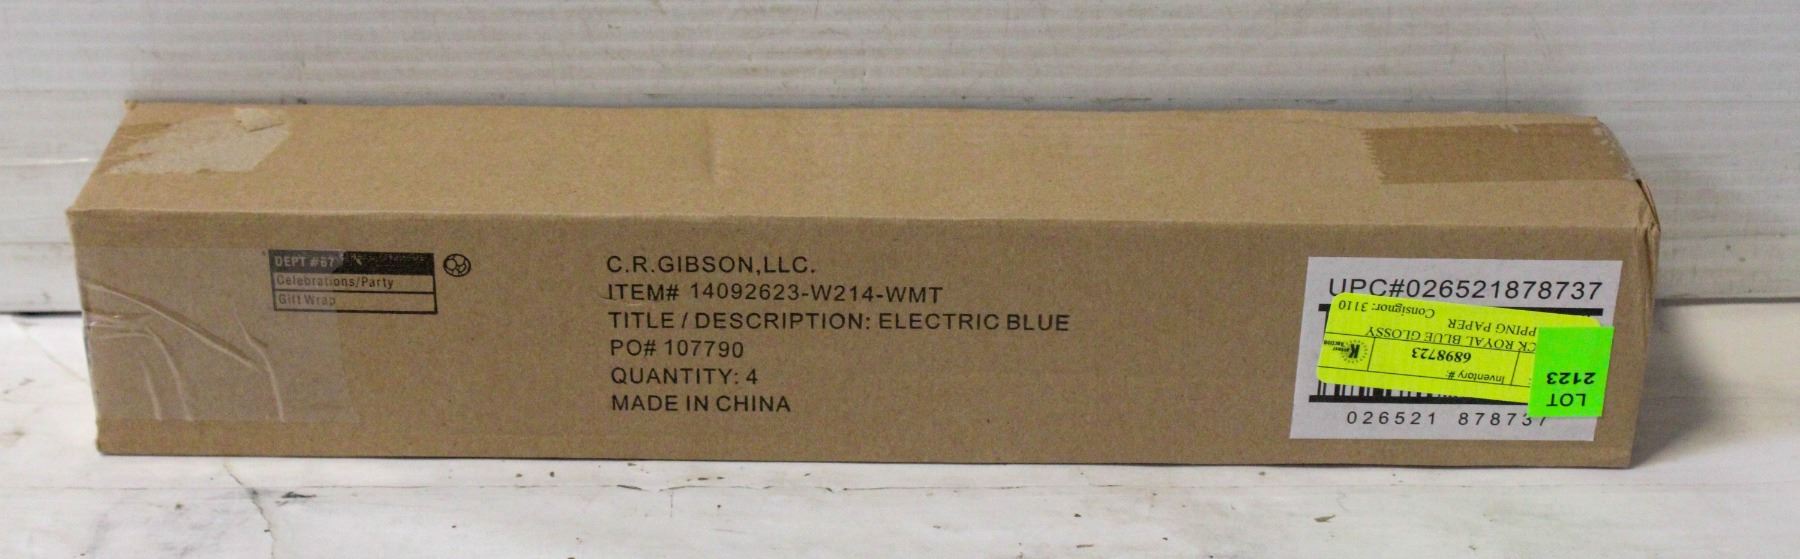 DEPT #67
Celebrations/Party
Gift Wrap
C.R.GIBSON,LLC.
ITEM# 14092623-W214-WMT
TITLE / DESCRIPTION: ELECTRIC BLUE
PO# 107790
QUANTITY: 4
MADE IN CHINA
UPC#026521878737
LOT
2123
Inventory #:
6898723
CK ROYAL BLUE GLOSSY
PPING PAPER
Consignor: 3110
026521 878737